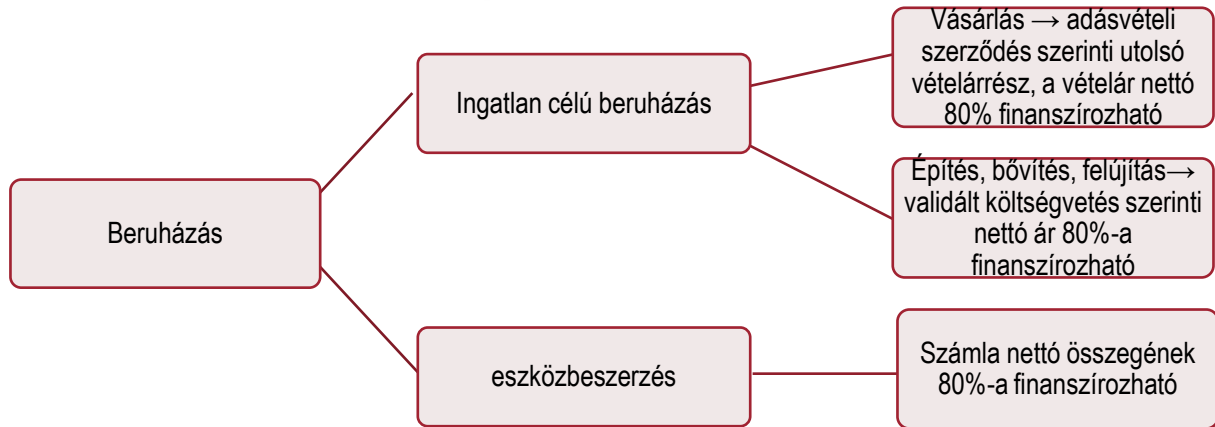 Beruházás
Ingatlan célú beruházás
Vásárlás → adásvételi
szerződés szerinti utolsó
vételárrész, a vételár nettó
80% finanszírozható
Építés, bővítés, felújítás→
validált költségvetés szerinti
nettó ár 80%-a
finanszírozható
eszközbeszerzés
Számla nettó összegének
80%-a finanszírozható